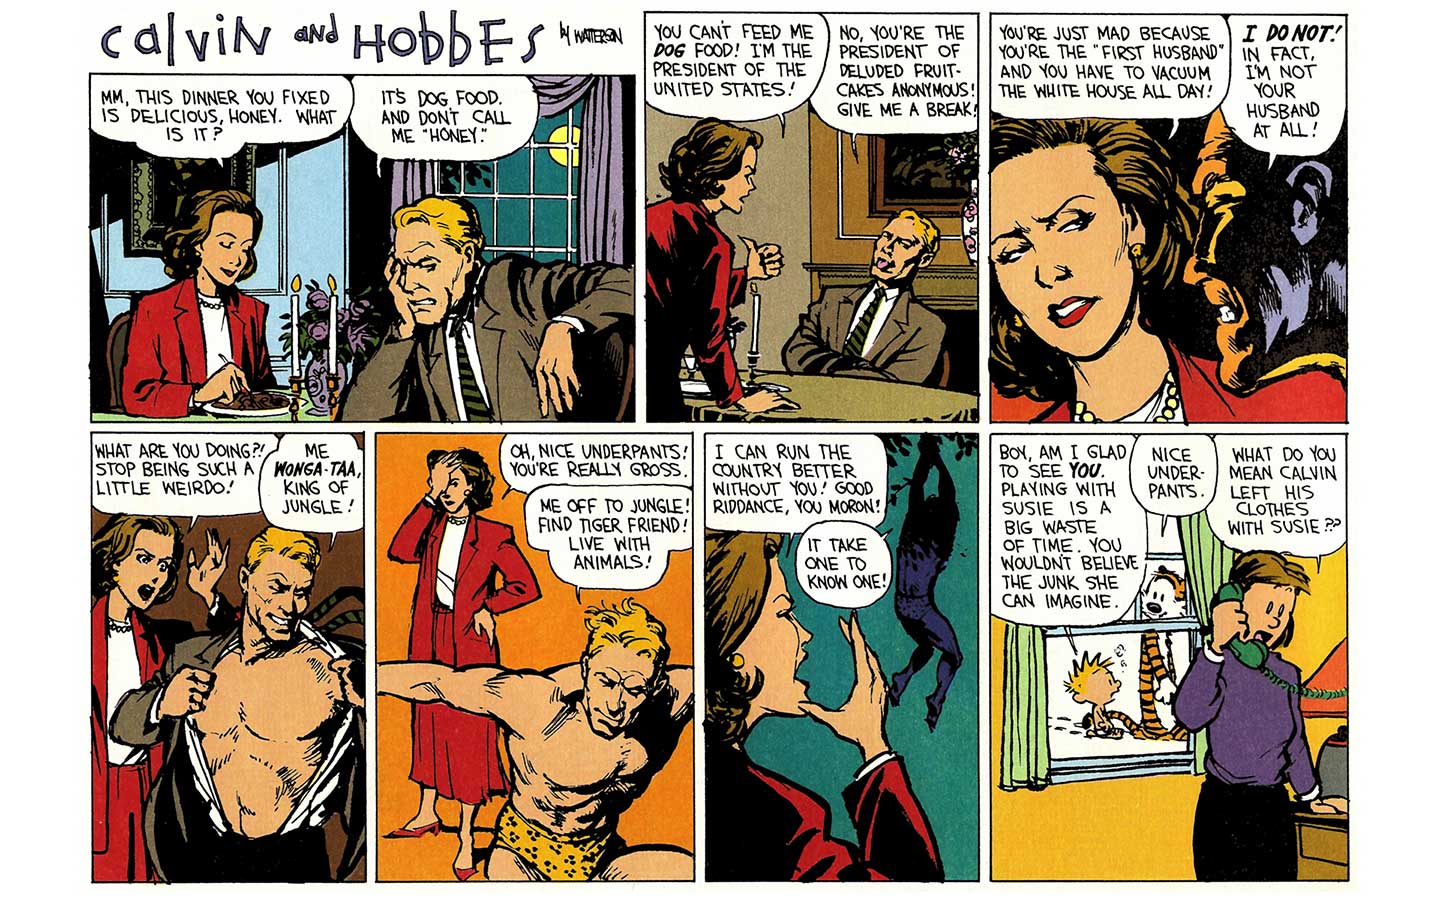 CALVIN AND HOBBES
by WATTERSON
MM, THIS DINNER YOU FIXED
IS DELICIOUS, HONEY. WHAT
IS IT?
IT'S DOG FOOD.
AND DON'T CALL
ME "HONEY."
YOU CAN'T FEED ME
DOG FOOD! I'M THE
PRESIDENT OF THE
UNITED STATES!
NO, YOU'RE THE
PRESIDENT OF
DELUDED FRUIT-
CAKES ANONYMOUS!
GIVE ME A BREAK!
YOU'RE JUST MAD BECAUSE
YOU'RE THE "FIRST HUSBAND"
AND YOU HAVE TO VACUUM
THE WHITE HOUSE ALL DAY!
I DO NOT!
IN FACT,
I'M NOT
YOUR
HUSBAND
AT ALL!
WHAT ARE YOU DOING?!
STOP BEING SUCH A
LITTLE WEIRDO!
ME
WONGA-TAA,
KING OF
JUNGLE!
OH, NICE UNDERPANTS!
YOU'RE REALLY GROSS.
ME OFF TO JUNGLE!
FIND TIGER FRIEND!
LIVE WITH
ANIMALS!
I CAN RUN THE
COUNTRY BETTER
WITHOUT YOU! GOOD
RIDDANCE, YOU MORON!
IT TAKE
ONE TO
KNOW ONE!
BOY, AM I GLAD
TO SEE YOU.
PLAYING WITH
SUSIE IS A
BIG WASTE
OF TIME. YOU
WOULDN'T BELIEVE
THE JUNK SHE
CAN IMAGINE.
NICE
UNDER-
PANTS.
WHAT DO YOU
MEAN CALVIN
LEFT HIS
CLOTHES
WITH SUSIE??